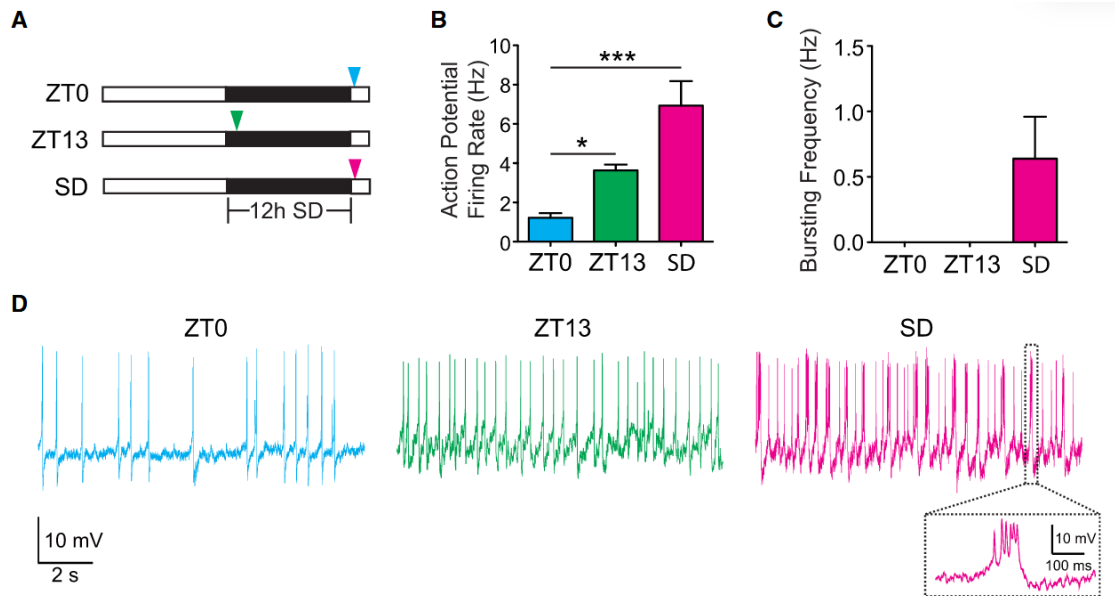 A
ZT0
ZT13
SD
12h SD
B
Action Potential
Firing Rate (Hz)
10
8
6
4
2
0
***
*
ZT0 ZT13 SD
C
Bursting Frequency (Hz)
1.5
1.0
0.5
0.0
ZT0 ZT13 SD
D
ZT0
ZT13
SD
10 mV
2 s
10 mV
100 ms